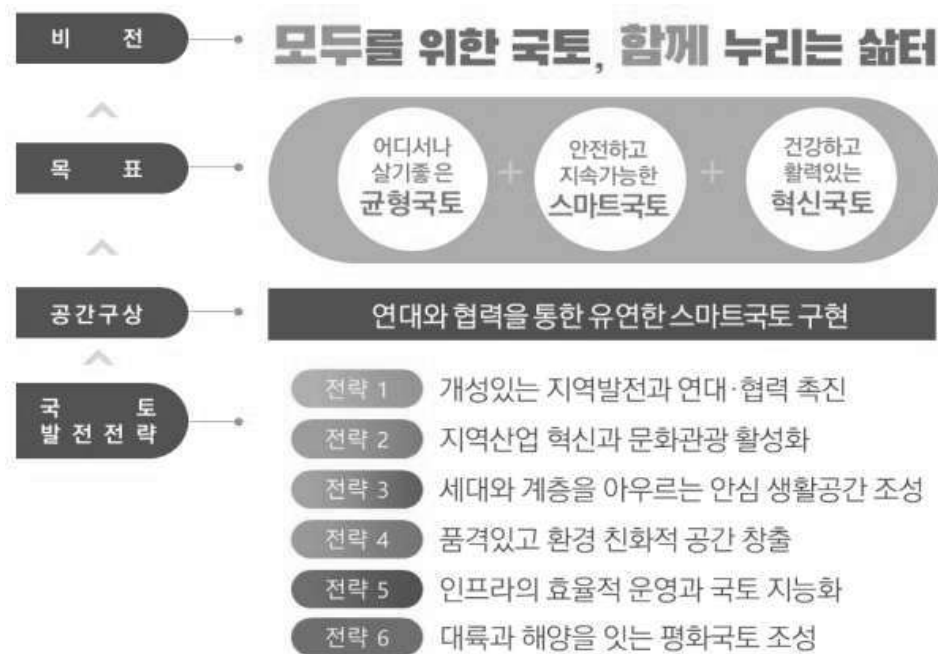 비 전
모두를 위한 국토, 함께 누리는 삶터
목 표
어디서나
살기좋은
균형국토
+
안전하고
지속가능한
스마트국토
+
건강하고
활력있는
혁신국토
공간구상
연대와 협력을 통한 유연한 스마트국토 구현
국 토
발 전 전 략
전략 1 개성있는 지역발전과 연대·협력 촉진
전략 2 지역산업 혁신과 문화관광 활성화
전략 3 세대와 계층을 아우르는 안심 생활공간 조성
전략 4 품격있고 환경 친화적 공간 창출
전략 5 인프라의 효율적 운영과 국토 지능화
전략 6 대륙과 해양을 잇는 평화국토 조성